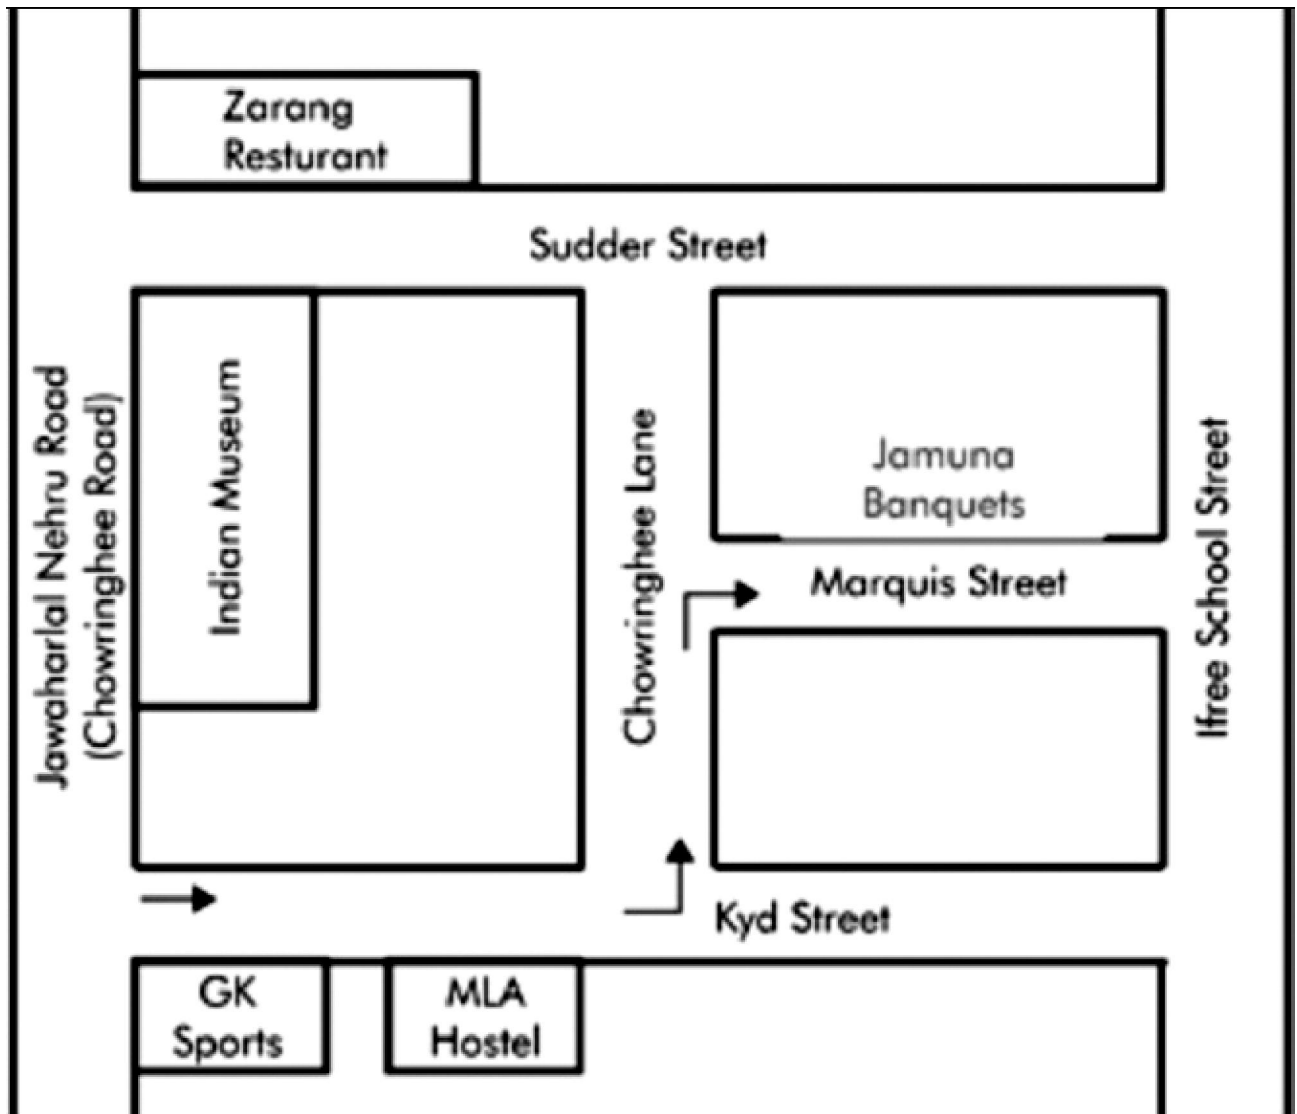 Zarang
Resturant
Sudder Street
Jawaharlal Nehru Road
(Chowringhee Road)
Indian Museum
Chowringhee Lane
Jamuna
Banquets
Marquis Street
Ifree School Street
Kyd Street
GK
Sports
MLA
Hostel